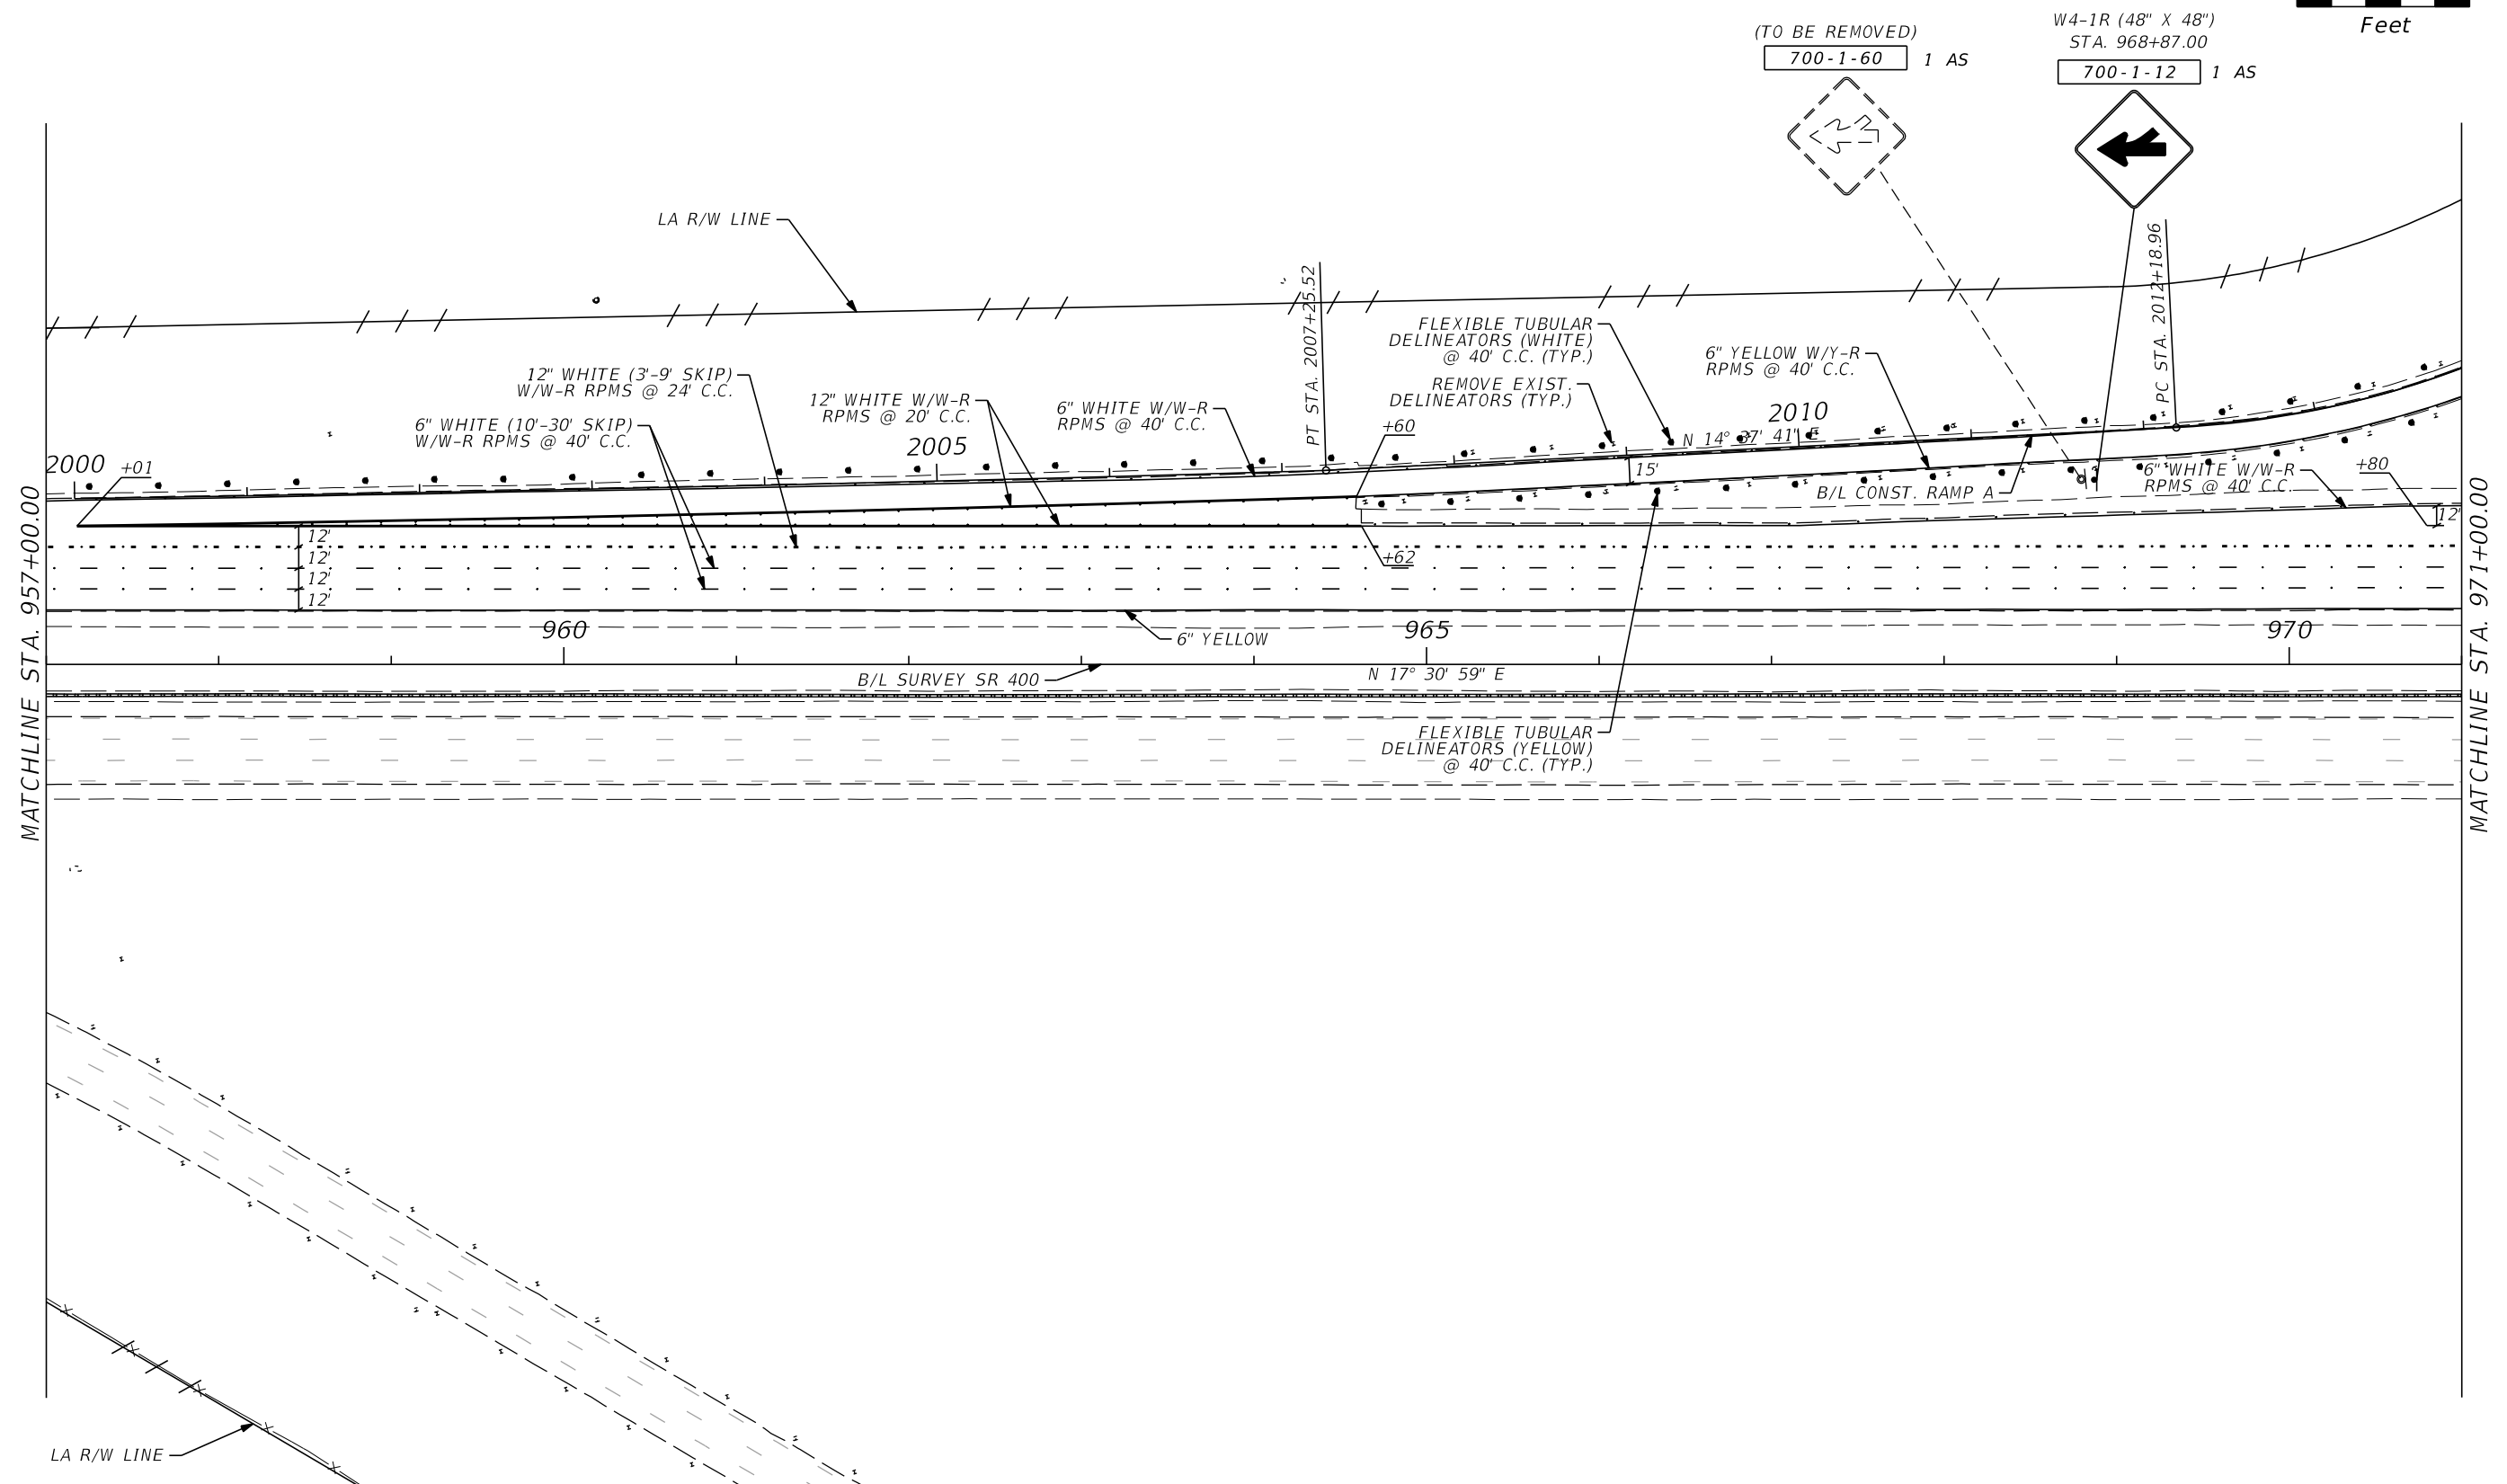 Feet
(TO BE REMOVED)
700-1-60 1 AS
W4-1R (48" X 48")
STA. 968+87.00
700-1-12 1 AS
LA R/W LINE
PT STA. 2007+25.52
PC STA. 2012+18.96
FLEXIBLE TUBULAR
DELINEATORS (WHITE)
@ 40' C.C. (TYP.)
REMOVE EXIST.
DELINEATORS (TYP.)
6" YELLOW W/Y-R
RPMS @ 40' C.C.
12" WHITE (3'-9' SKIP)
W/W-R RPMS @ 24' C.C.
6" WHITE (10'-30' SKIP)
W/W-R RPMS @ 40' C.C.
12" WHITE W/W-R
RPMS @ 20' C.C.
6" WHITE W/W-R
RPMS @ 40' C.C.
2000
+01
2005
+60
2010
N 14° 37' 41" E
15'
B/L CONST. RAMP A
6" WHITE W/W-R
RPMS @ 40' C.C.
+80
12'
12'
12'
12'
12'
+62
960
965
970
6" YELLOW
B/L SURVEY SR 400
N 17° 30' 59" E
FLEXIBLE TUBULAR
DELINEATORS (YELLOW)
@ 40' C.C. (TYP.)
MATCHLINE STA. 957+00.00
MATCHLINE STA. 971+00.00
LA R/W LINE